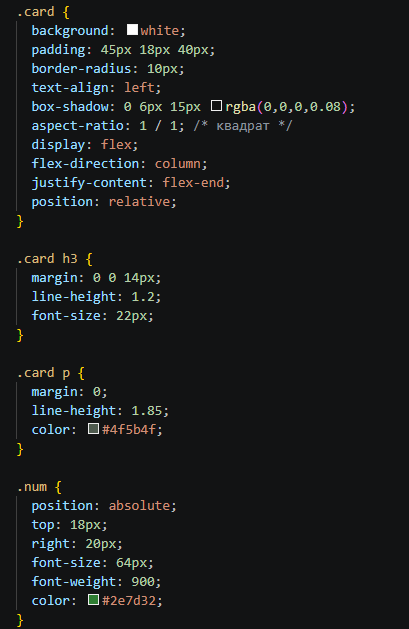 .card {
  background: white;
  padding: 45px 18px 40px;
  border-radius: 10px;
  text-align: left;
  box-shadow: 0 6px 15px rgba(0,0,0,0.08);
  aspect-ratio: 1 / 1; /* квадрат */
  display: flex;
  flex-direction: column;
  justify-content: flex-end;
  position: relative;
}

.card h3 {
  margin: 0 0 14px;
  line-height: 1.2;
  font-size: 22px;
}

.card p {
  margin: 0;
  line-height: 1.85;
  color: #4f5b4f;
}

.num {
  position: absolute;
  top: 18px;
  right: 20px;
  font-size: 64px;
  font-weight: 900;
  color: #2e7d32;
}